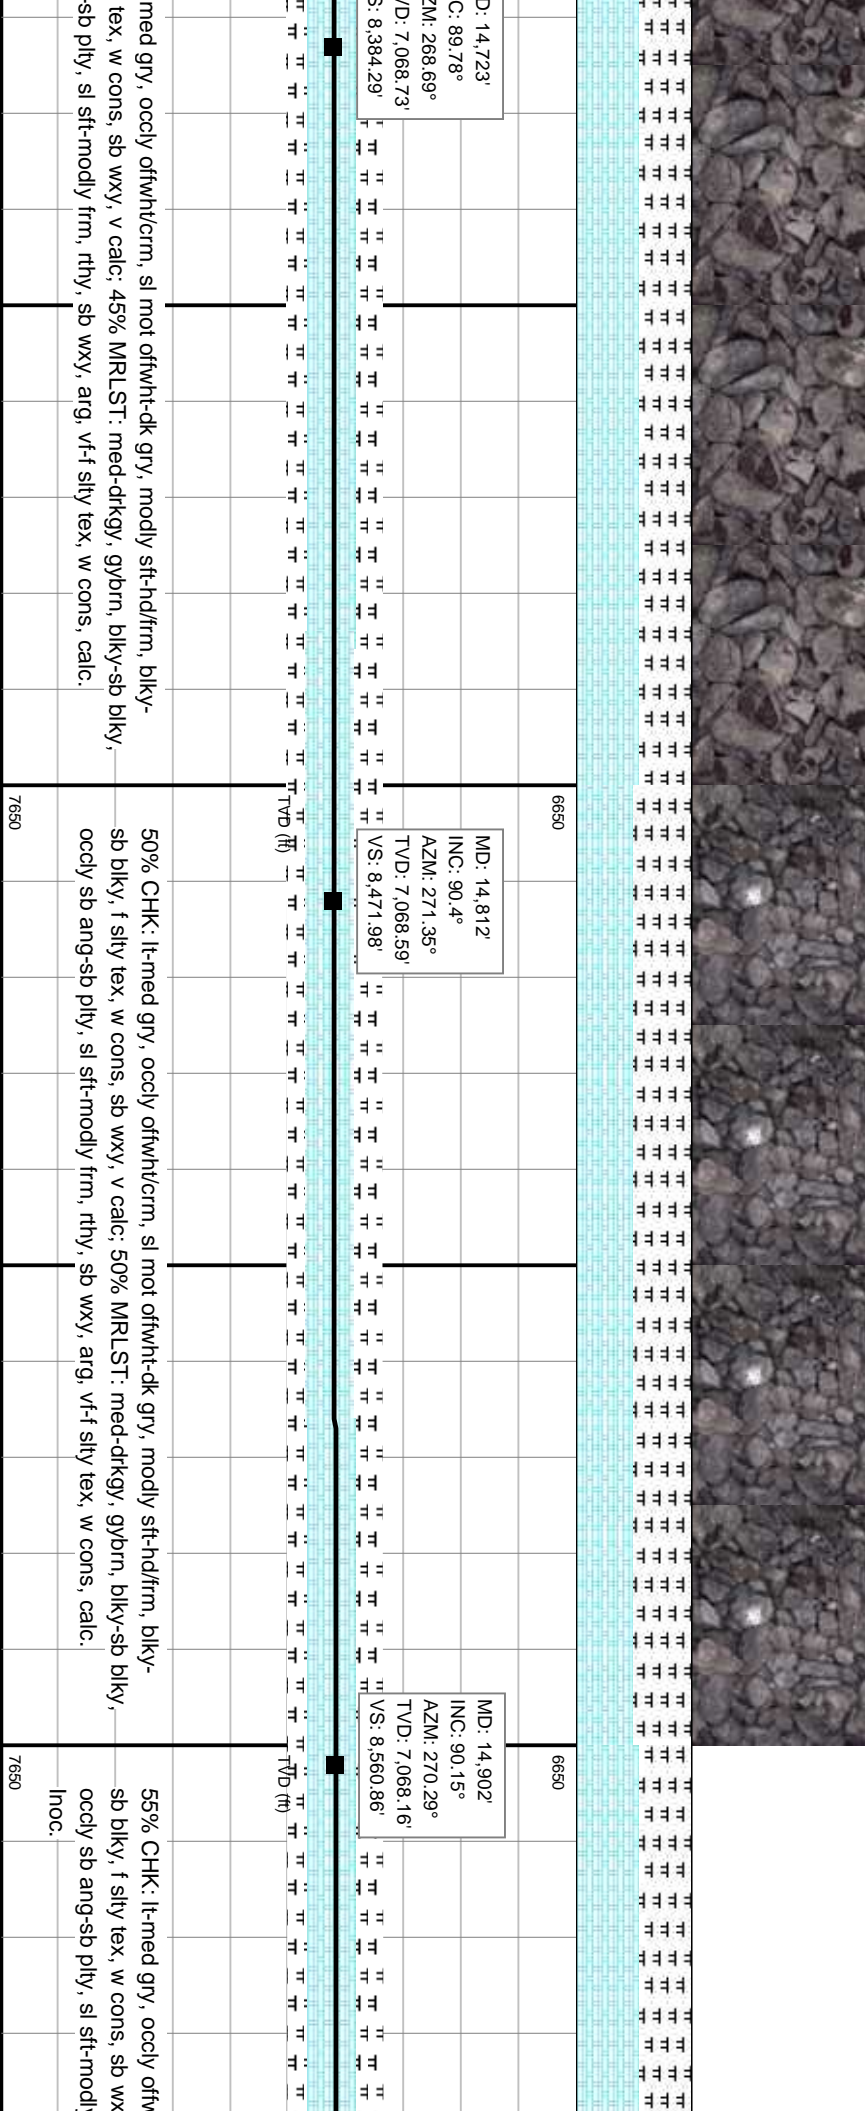 med gry, occly offwht/crm, sl mot offwht-dk gry, modly sft-hd/frm, blky-
tex, w cons, sb wxy, v calc; 45% MRLST: med-drkgy, gybrn, blky-sb blky,
-sb plty, sl sft-modly frm, rthy, sb wxy, arg, vf-f slty tex, w cons, calc.
D: 14,723'
C: 89.78°
ZM: 268.69°
VD: 7,068.73'
S: 8,384.29'
6650
TVD (ft)
7650
MD: 14,812'
INC: 90.4°
AZM: 271.35°
TVD: 7,068.59'
VS: 8,471.98'
50% CHK: lt-med gry, occly offwht/crm, sl mot offwht-dk gry, modly sft-hd/frm, blky-
sb blky, f slty tex, w cons, sb wxy, v calc; 50% MRLST: med-drkgy, gybrn, blky-sb blky,
occly sb ang-sb plty, sl sft-modly frm, rthy, sb wxy, arg, vf-f slty tex, w cons, calc.
6650
TVD (ft)
7650
MD: 14,902'
INC: 90.15°
AZM: 270.29°
TVD: 7,068.16'
VS: 8,560.86'
55% CHK: lt-med gry, occly offw
sb blky, f slty tex, w cons, sb wx
occly sb ang-sb plty, sl sft-modly
Inoc.